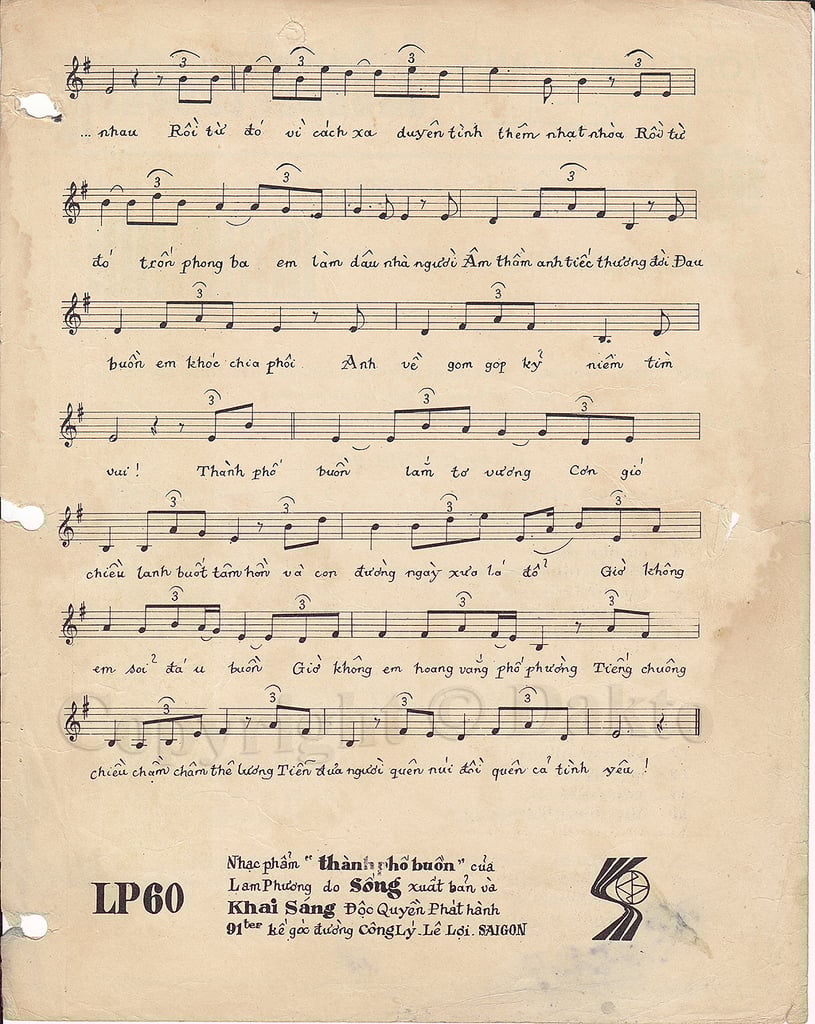 ... nhau Rồi từ đó vì cách xa duyên tình thêm nhạt nhòa Rồi từ
đó trốn phong ba em làm dâu nhà người Âm thầm anh tiếc thương đời Đau
buồn em khóc chia phôi. Anh về gom góp kỷ niềm tìm
vui! Thành phố buồn lắm tơ vương Cơn gió
chiều lạnh buốt tâm hồn và con đường ngày xưa lá đổ Giờ không
em sỏi đá u buồn Giờ không em hoang vắng phố phường Tiếng chuông
chiều chầm chậm thê lương Tiễn đưa người quên núi đồi quên cả tình yêu!
Copyright © Dakto
Nhạc phẩm "thành phố buồn" của
Lam Phương do Sống xuất bản và
LP60
Khai Sáng Độc Quyền Phát hành
91ter kế góc đường Công Lý. Lê Lợi. SAIGON